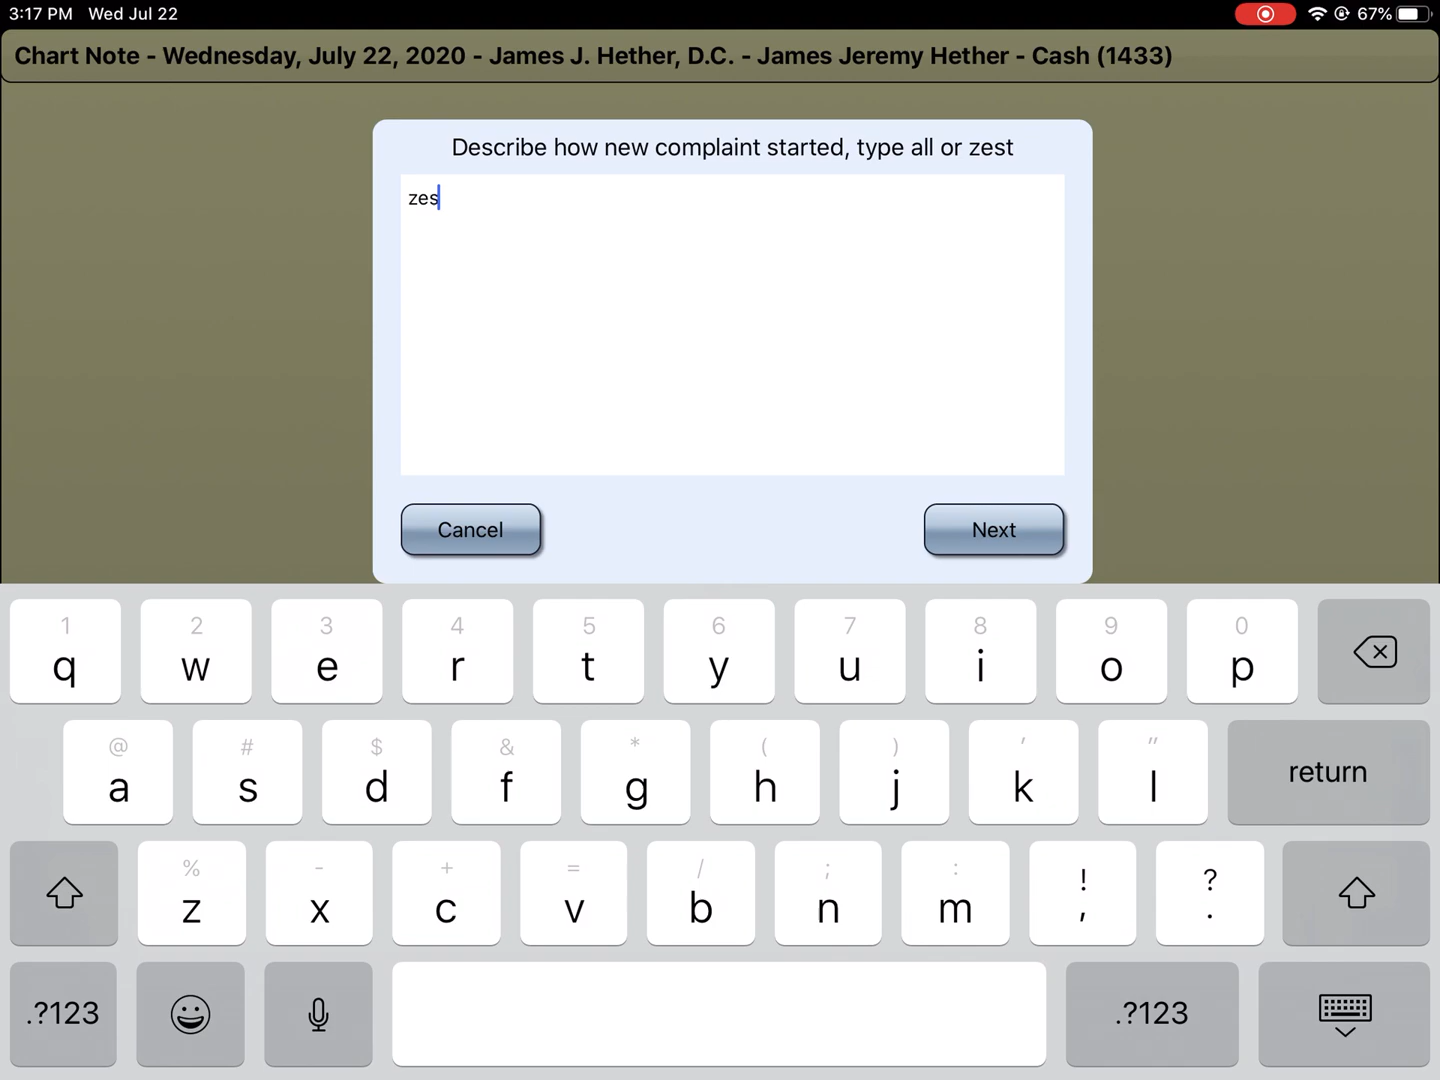 3:17 PM Wed Jul 22 67%
Chart Note - Wednesday, July 22, 2020 - James J. Hether, D.C. - James Jeremy Hether - Cash (1433)
Describe how new complaint started, type all or zest
zes
Cancel Next
1 2 3 4 5 6 7 8 9 0
q w e r t y u i o p
@ # $ & * ( ) ' "
a s d f g h j k l return
% - + = / ; : ! ?
z x c v b n m , .
.?123 .?123